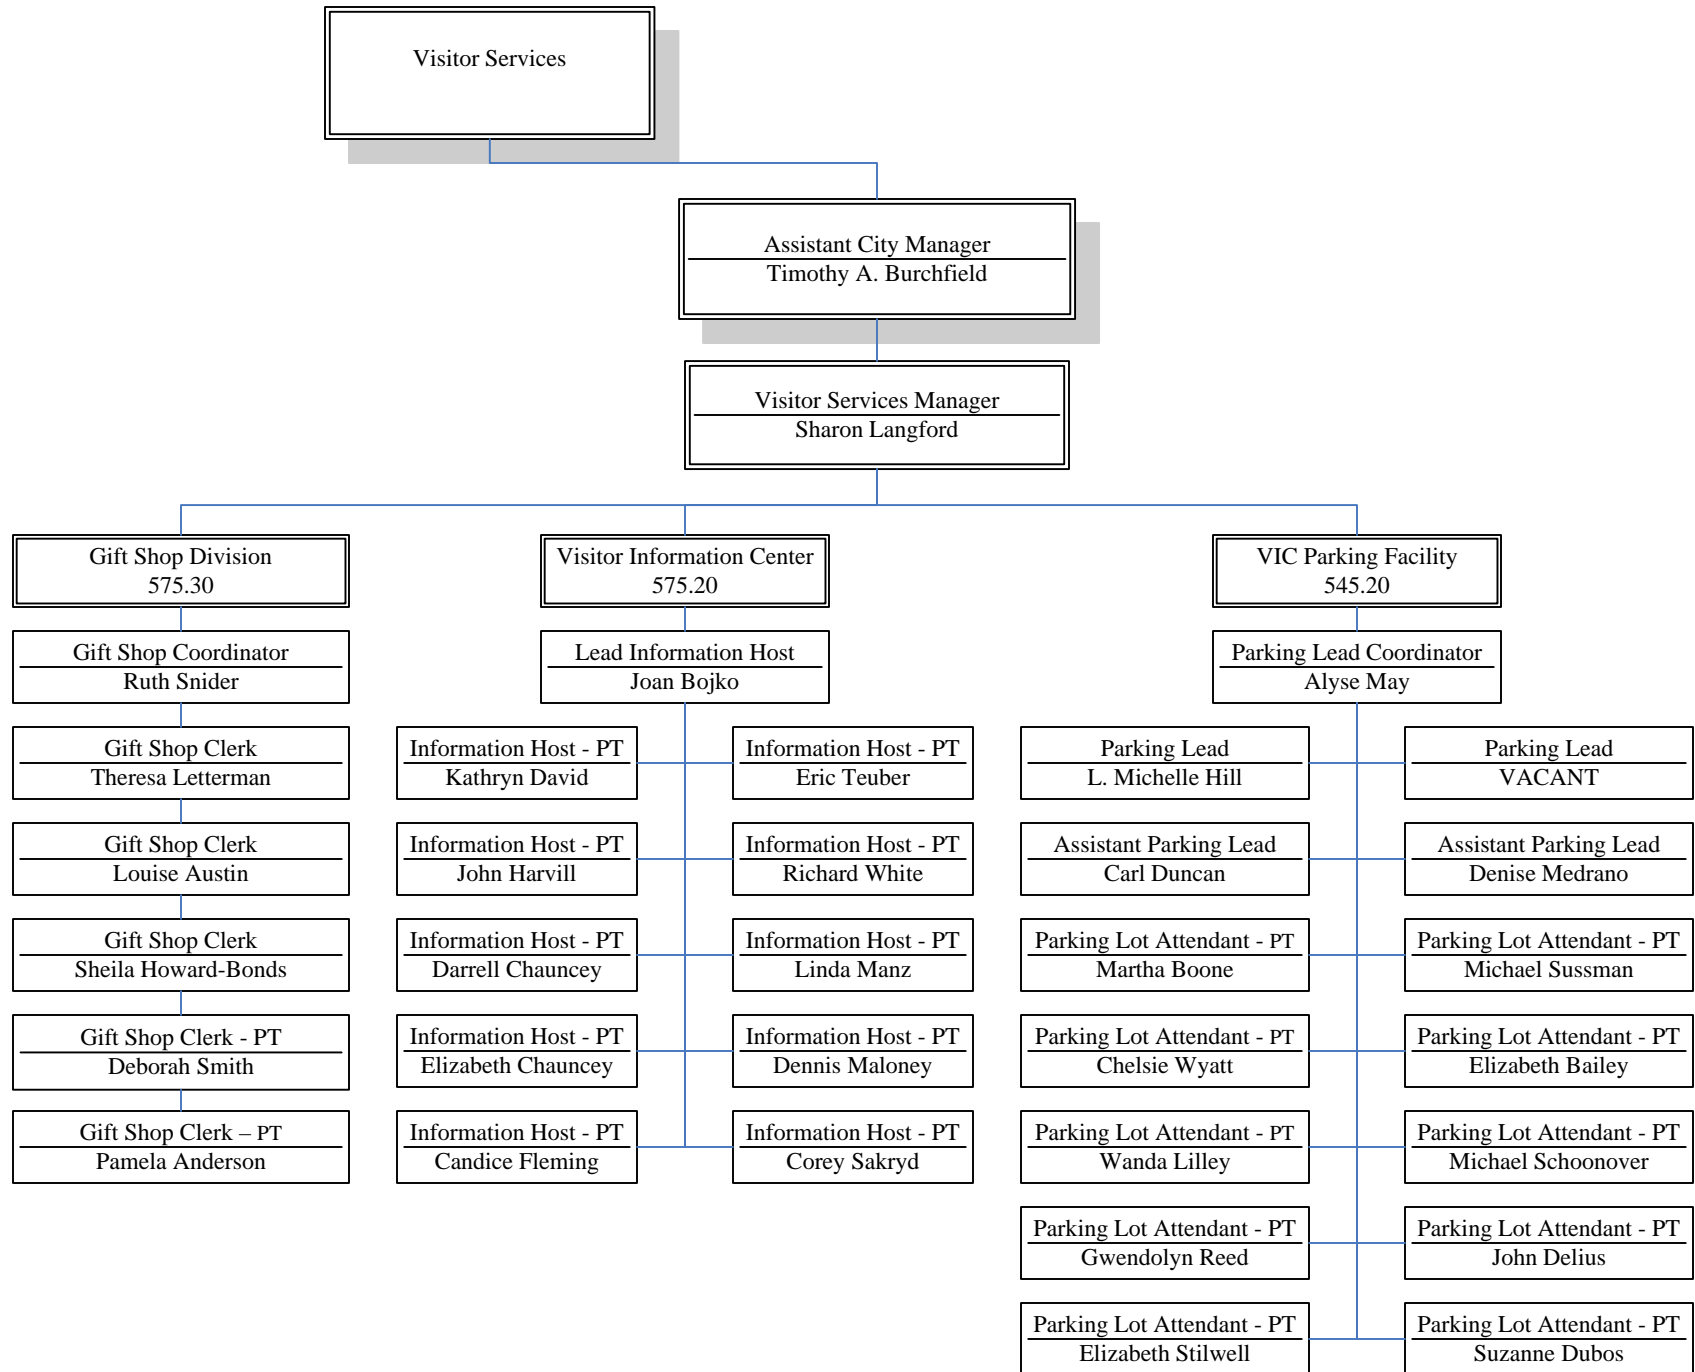 Visitor Services
Assistant City Manager
Timothy A. Burchfield
Visitor Services Manager
Sharon Langford
Gift Shop Division
575.30
Gift Shop Coordinator
Ruth Snider
Gift Shop Clerk
Theresa Letterman
Gift Shop Clerk
Louise Austin
Gift Shop Clerk
Sheila Howard-Bonds
Gift Shop Clerk - PT
Deborah Smith
Gift Shop Clerk – PT
Pamela Anderson
Visitor Information Center
575.20
Lead Information Host
Joan Bojko
Information Host - PT
Kathryn David
Information Host - PT
Eric Teuber
Information Host - PT
John Harvill
Information Host - PT
Richard White
Information Host - PT
Darrell Chauncey
Information Host - PT
Linda Manz
Information Host - PT
Elizabeth Chauncey
Information Host - PT
Dennis Maloney
Information Host - PT
Candice Fleming
Information Host - PT
Corey Sakryd
VIC Parking Facility
545.20
Parking Lead Coordinator
Alyse May
Parking Lead
L. Michelle Hill
Parking Lead
VACANT
Assistant Parking Lead
Carl Duncan
Assistant Parking Lead
Denise Medrano
Parking Lot Attendant - PT
Martha Boone
Parking Lot Attendant - PT
Michael Sussman
Parking Lot Attendant - PT
Chelsie Wyatt
Parking Lot Attendant - PT
Elizabeth Bailey
Parking Lot Attendant - PT
Wanda Lilley
Parking Lot Attendant - PT
Michael Schoonover
Parking Lot Attendant - PT
Gwendolyn Reed
Parking Lot Attendant - PT
John Delius
Parking Lot Attendant - PT
Elizabeth Stilwell
Parking Lot Attendant - PT
Suzanne Dubos